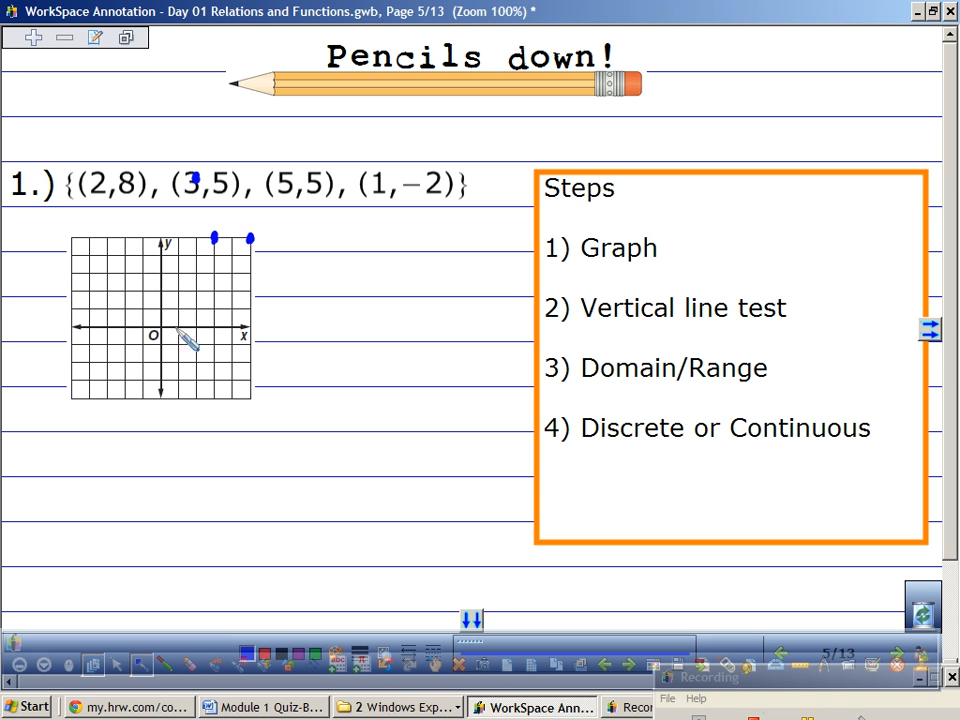 WorkSpace Annotation - Day 01 Relations and Functions.gwb, Page 5/13 (Zoom 100%) *
Pencils down!
1.) {(2,8), (3,5), (5,5), (1,−2)}
y
O
x
Steps
1) Graph
2) Vertical line test
3) Domain/Range
4) Discrete or Continuous
5/13
Recording
File Help
Start
my.hrw.com/co...
Module 1 Quiz-B...
2 Windows Exp...
WorkSpace Ann...
Recor